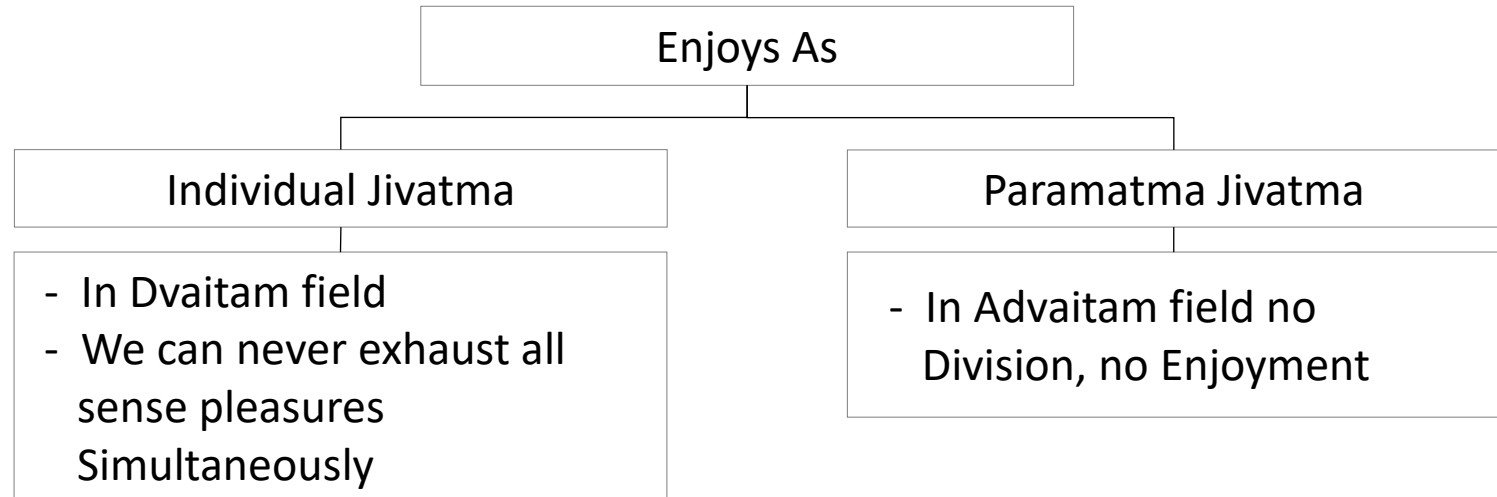 Enjoys As
Individual Jivatma
- In Dvaitam field
- We can never exhaust all
sense pleasures
Simultaneously
Paramatma Jivatma
- In Advaitam field no
Division, no Enjoyment